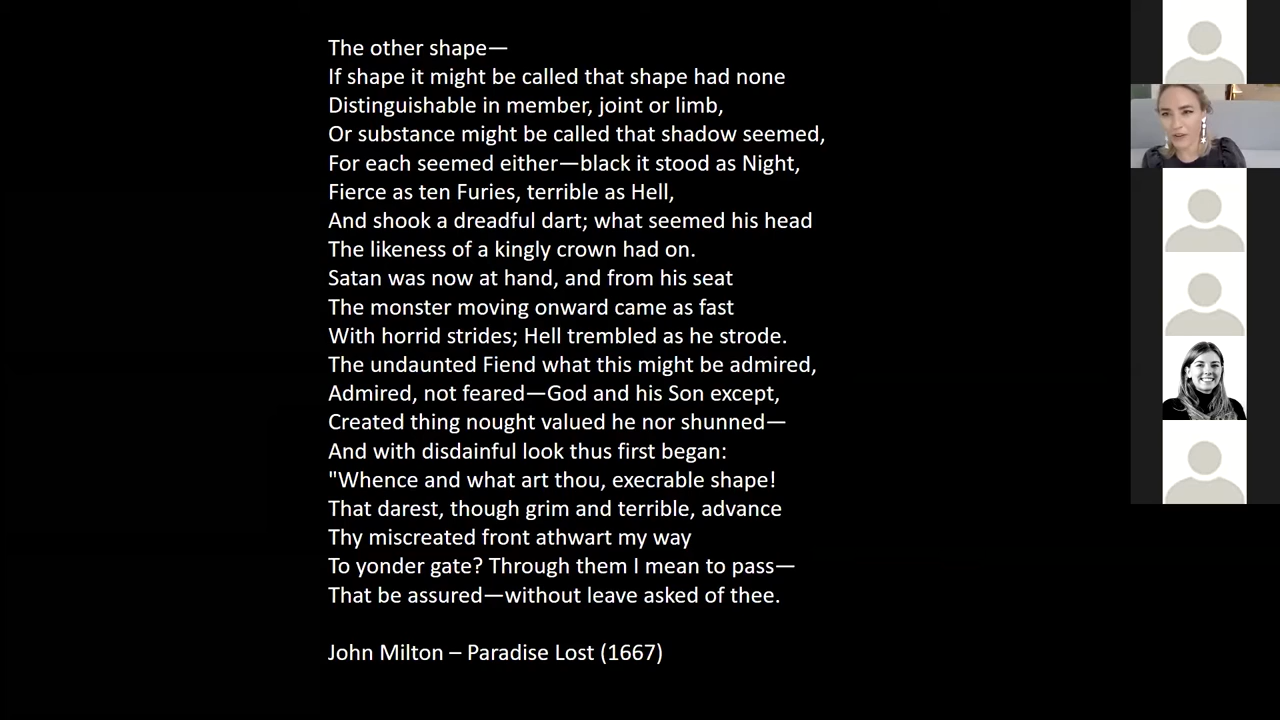 The other shape—
If shape it might be called that shape had none
Distinguishable in member, joint or limb,
Or substance might be called that shadow seemed,
For each seemed either—black it stood as Night,
Fierce as ten Furies, terrible as Hell,
And shook a dreadful dart; what seemed his head
The likeness of a kingly crown had on.
Satan was now at hand, and from his seat
The monster moving onward came as fast
With horrid strides; Hell trembled as he strode.
The undaunted Fiend what this might be admired,
Admired, not feared—God and his Son except,
Created thing nought valued he nor shunned—
And with disdainful look thus first began:
"Whence and what art thou, execrable shape!
That darest, though grim and terrible, advance
Thy miscreated front athwart my way
To yonder gate? Through them I mean to pass—
That be assured—without leave asked of thee.
John Milton – Paradise Lost (1667)